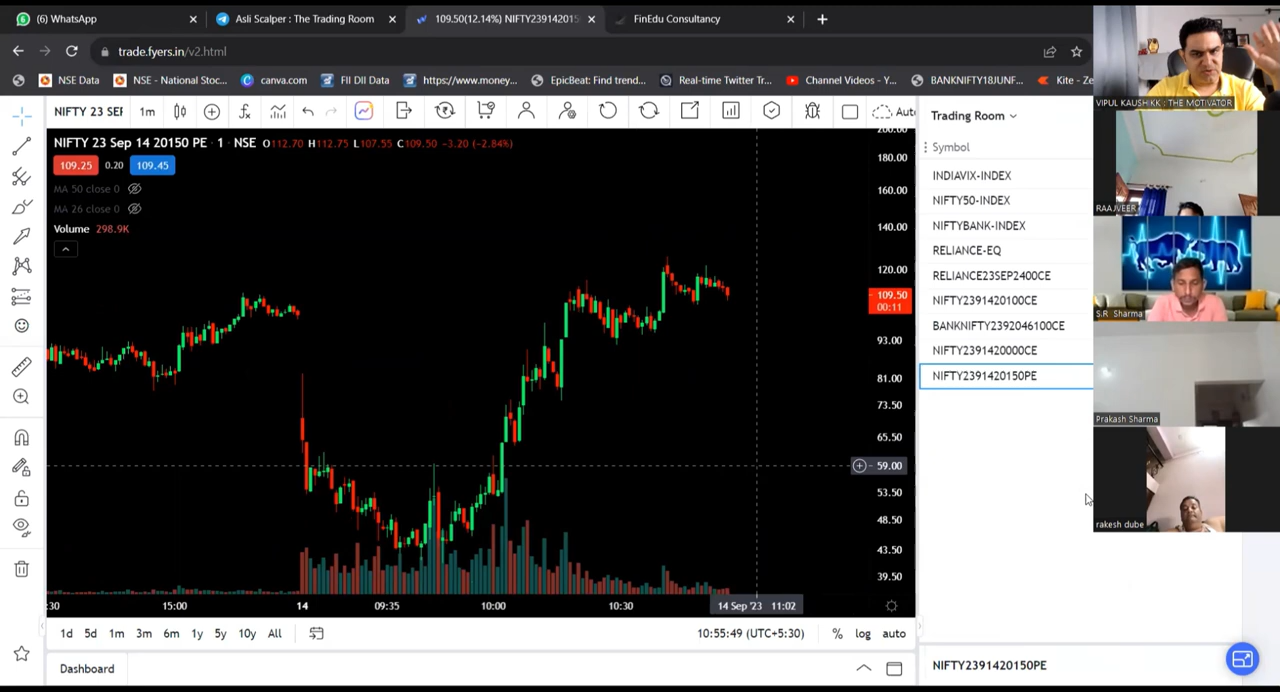 (6) WhatsApp
Asli Scalper : The Trading Room
109.50(12.14%) NIFTY2391420150
FinEdu Consultancy
trade.fyers.in/v2.html
NSE Data
NSE - National Stoc...
canva.com
FII DII Data
https://www.money...
EpicBeat: Find trend...
Real-time Twitter Tr...
Channel Videos - Y...
BANKNIFTY18JUNF...
Kite - Ze
NIFTY 23 SEP
1m
Auto
NIFTY 23 Sep 14 20150 PE · 1 · NSE O112.70 H112.75 L107.55 C109.50 -3.20 (-2.84%)
109.25 0.20 109.45
MA 50 close 0
MA 26 close 0
Volume 298.9K
200.00
180.00
160.00
140.00
120.00
109.50
00:11
93.00
81.00
73.50
65.50
59.00
53.50
48.50
43.50
39.50
:30 15:00 14 09:35 10:00 10:30 14 Sep '23 11:02
1d 5d 1m 3m 6m 1y 5y 10y All
10:55:49 (UTC+5:30) % log auto
Dashboard
Trading Room
Symbol
INDIAVIX-INDEX
NIFTY50-INDEX
NIFTYBANK-INDEX
RELIANCE-EQ
RELIANCE23SEP2400CE
NIFTY2391420100CE
BANKNIFTY2392046100CE
NIFTY2391420000CE
NIFTY2391420150PE
NIFTY2391420150PE
VIPUL KAUSHIKK : THE MOTIVATOR
RAAJVEER
S.R Sharma
Prakash Sharma
rakesh dube